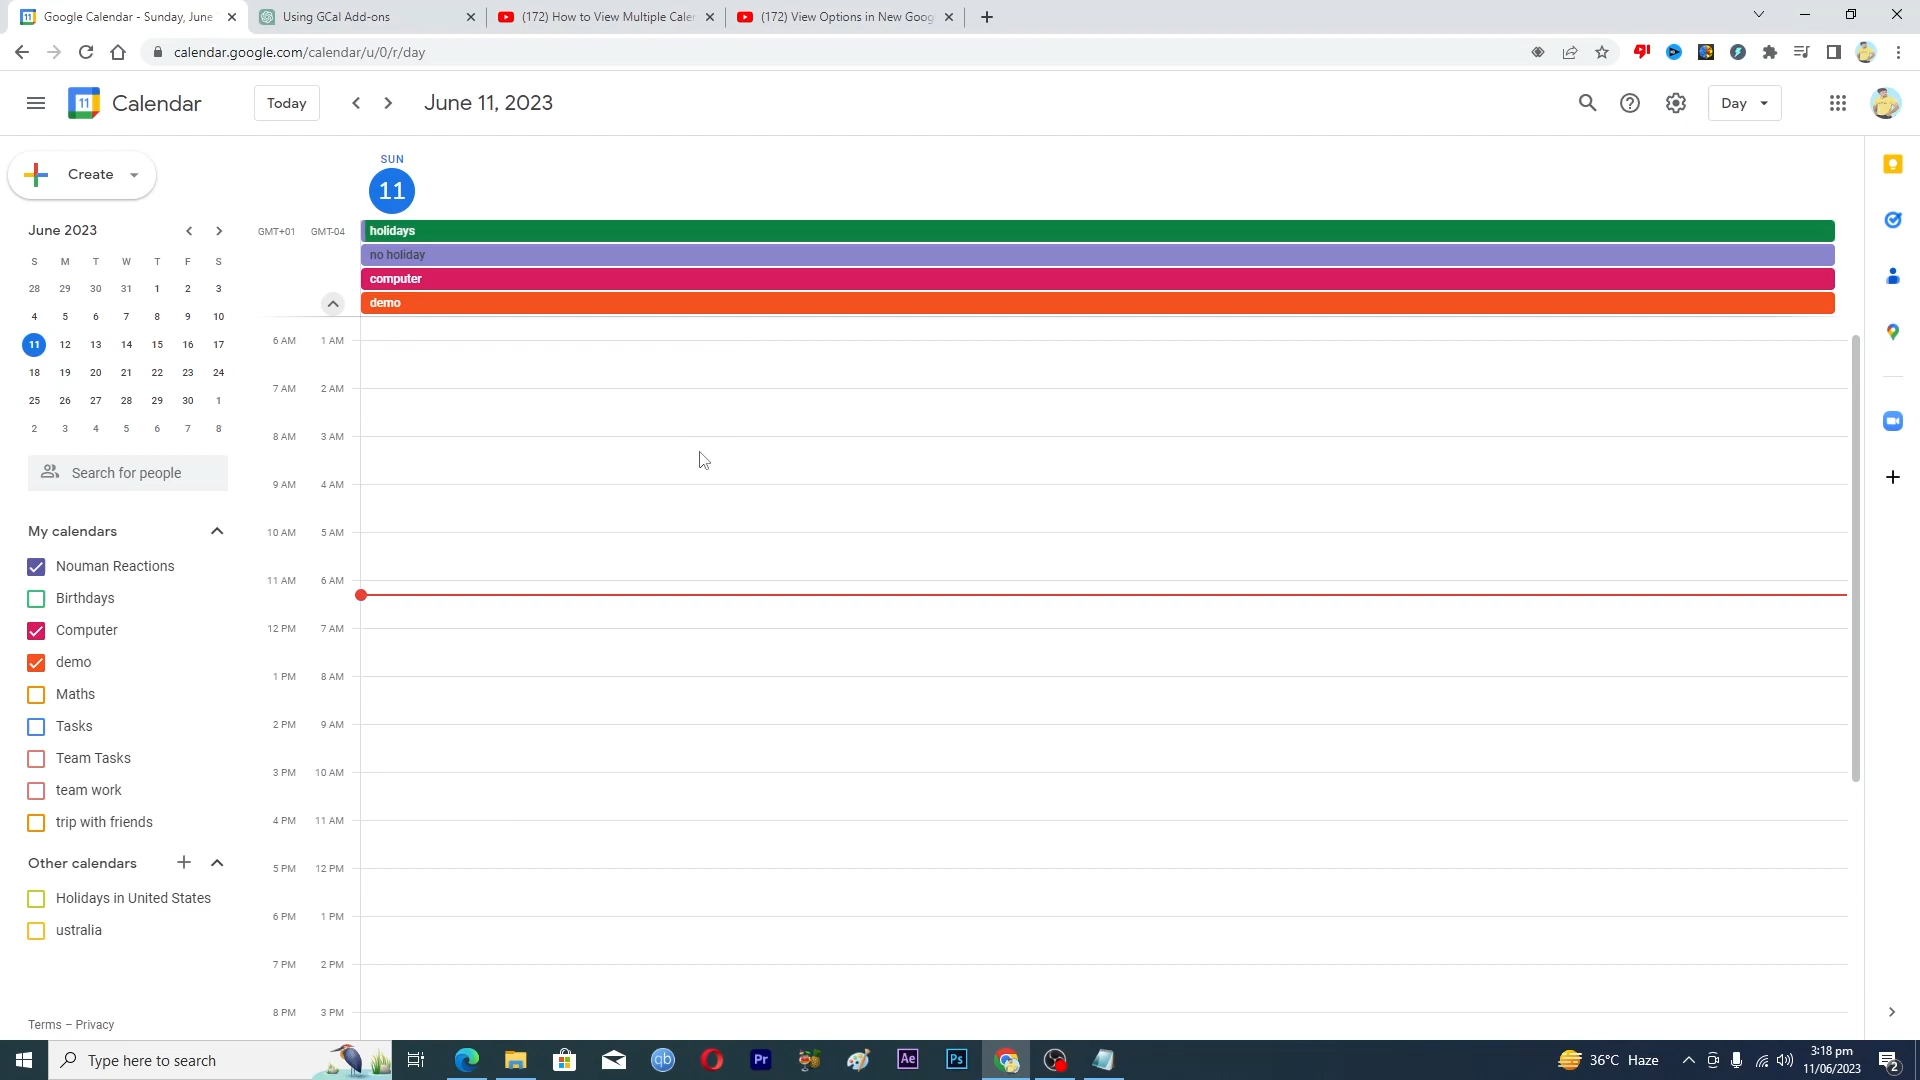 Google Calendar - Sunday, June
Using GCal Add-ons
(172) How to View Multiple Caler
(172) View Options in New Goog
calendar.google.com/calendar/u/0/r/day
11
Calendar
Today
June 11, 2023
Day
Create
SUN
11
June 2023
S M T W T F S
28 29 30 31 1 2 3
4 5 6 7 8 9 10
11 12 13 14 15 16 17
18 19 20 21 22 23 24
25 26 27 28 29 30 1
2 3 4 5 6 7 8
Search for people
My calendars
Nouman Reactions
Birthdays
Computer
demo
Maths
Tasks
Team Tasks
team work
trip with friends
Other calendars
Holidays in United States
ustralia
Terms – Privacy
GMT+01 GMT-04
holidays
no holiday
computer
demo
6 AM 1 AM
7 AM 2 AM
8 AM 3 AM
9 AM 4 AM
10 AM 5 AM
11 AM 6 AM
12 PM 7 AM
1 PM 8 AM
2 PM 9 AM
3 PM 10 AM
4 PM 11 AM
5 PM 12 PM
6 PM 1 PM
7 PM 2 PM
8 PM 3 PM
Type here to search
qb
Pr
Ae
Ps
36°C Haze
3:18 pm
11/06/2023
2